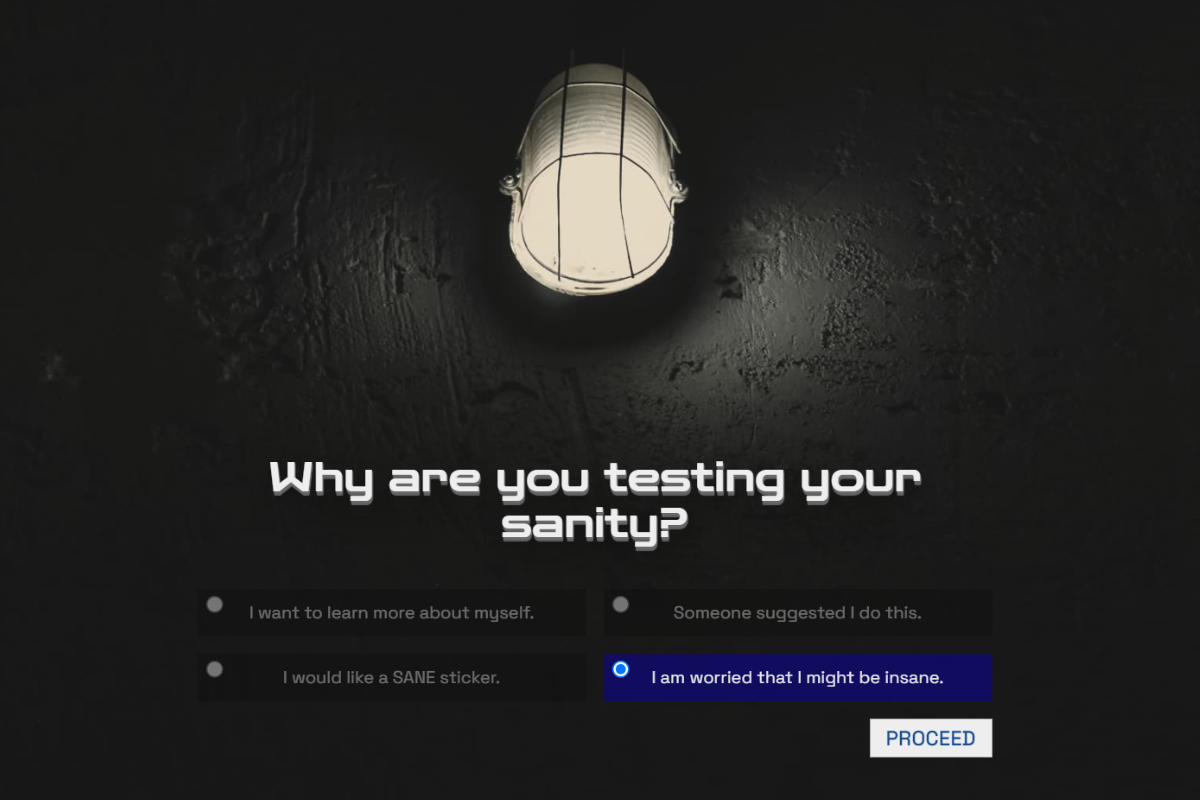 Why are you testing your
sanity?
I want to learn more about myself.
Someone suggested I do this.
I would like a SANE sticker.
I am worried that I might be insane.
PROCEED